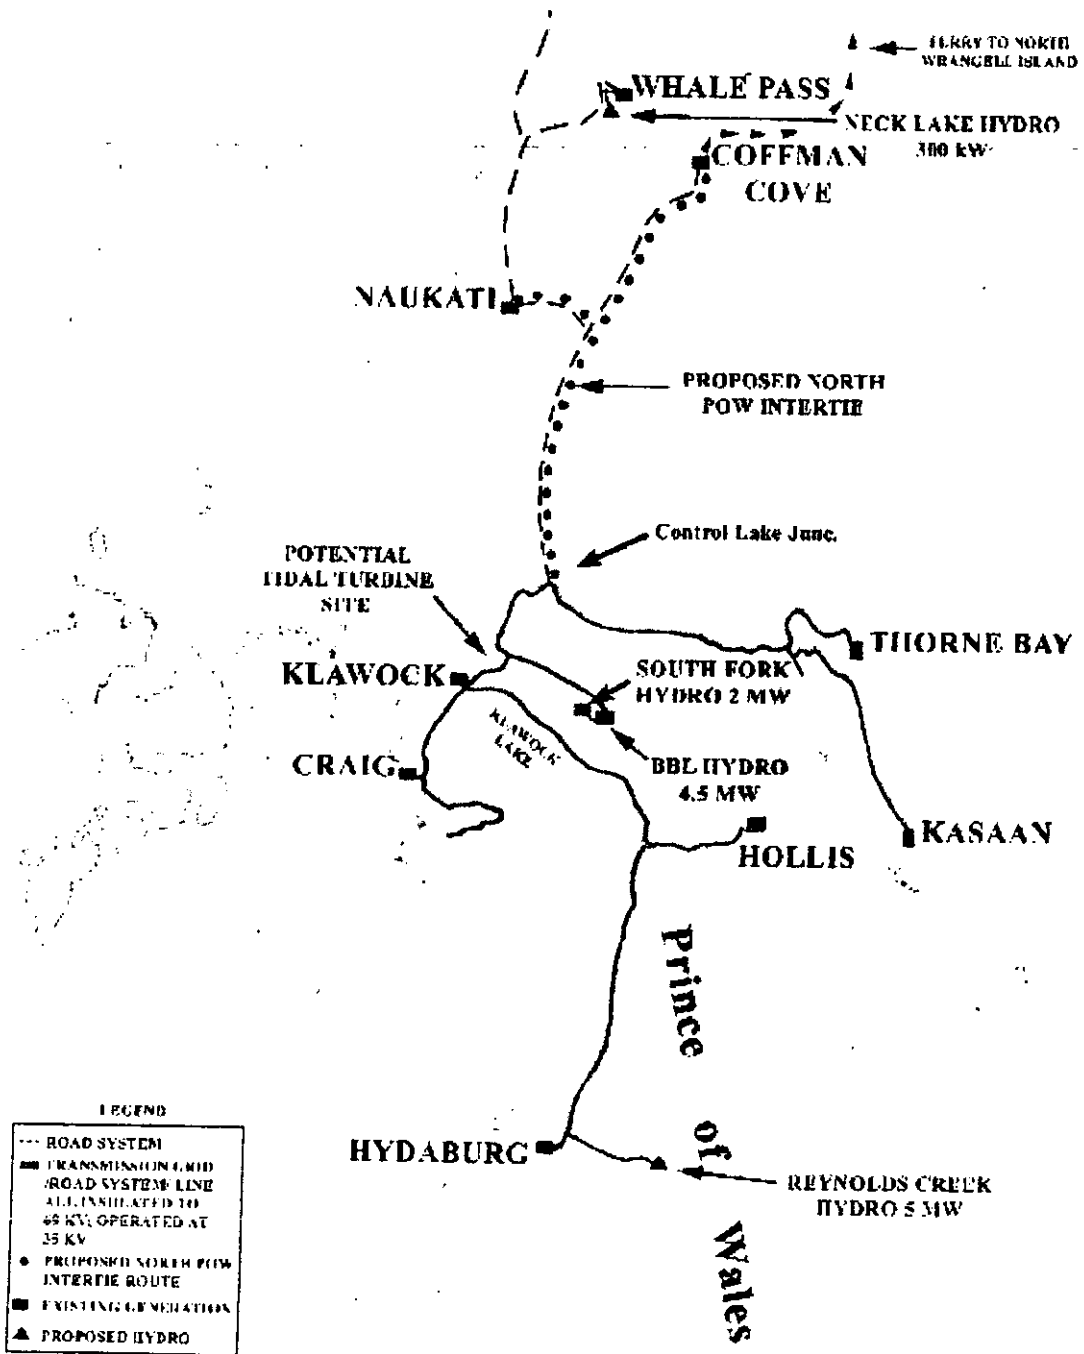 FERRY TO NORTH
WRANGELL ISLAND
WHALE PASS
NECK LAKE HYDRO
300 kW
COFFMAN
COVE
NAUKATI
PROPOSED NORTH
POW INTERTIE
Control Lake Junc.
POTENTIAL
TIDAL TURBINE
SITE
THORNE BAY
KLAWOCK
SOUTH FORK
HYDRO 2 MW
KLAWOCK
LAKE
CRAIG
BBL HYDRO
4.5 MW
KASAAN
HOLLIS
Prince
of
Wales
HYDABURG
REYNOLDS CREEK
HYDRO 5 MW
LEGEND
ROAD SYSTEM
TRANSMISSION GRID
/ROAD SYSTEM/ LINE
ALL INSULATED TO
69 KV; OPERATED AT
35 KV
PROPOSED NORTH POW
INTERTIE ROUTE
EXISTING GENERATION
PROPOSED HYDRO